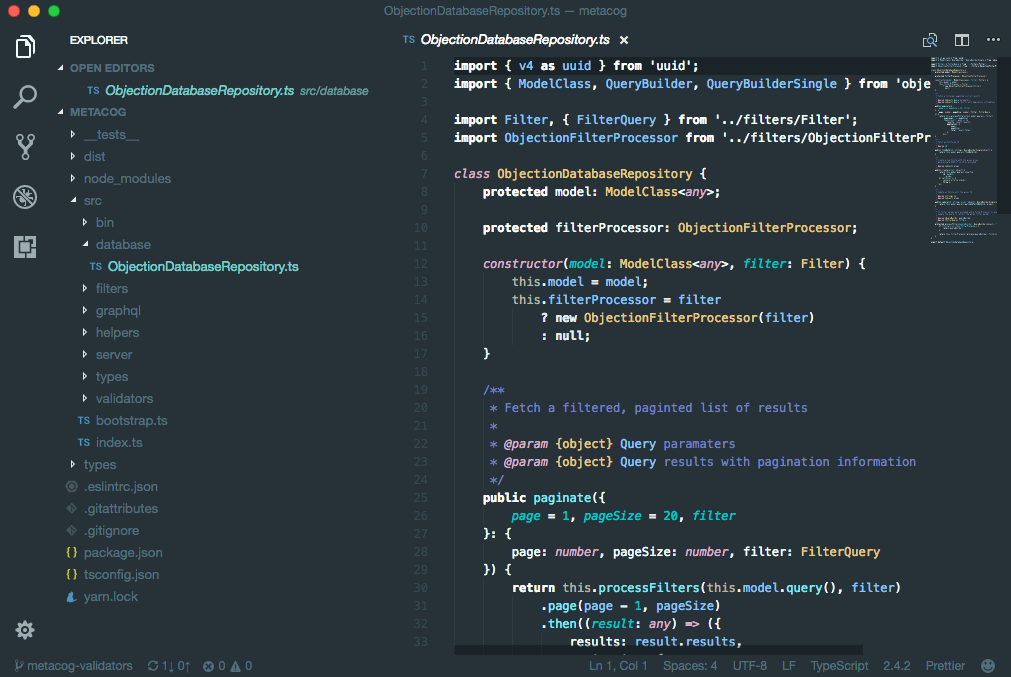 ObjectionDatabaseRepository.ts — metacog
EXPLORER
OPEN EDITORS
TS ObjectionDatabaseRepository.ts src/database
METACOG
__tests__
dist
node_modules
src
bin
database
TS ObjectionDatabaseRepository.ts
filters
graphql
helpers
server
types
validators
TS bootstrap.ts
TS index.ts
types
.eslintrc.json
.gitattributes
.gitignore
{} package.json
{} tsconfig.json
yarn.lock
TS ObjectionDatabaseRepository.ts ×
1 import { v4 as uuid } from 'uuid';
2 import { ModelClass, QueryBuilder, QueryBuilderSingle } from 'obje
3
4 import Filter, { FilterQuery } from '../filters/Filter';
5 import ObjectionFilterProcessor from '../filters/ObjectionFilterPr
6
7 class ObjectionDatabaseRepository {
8 protected model: ModelClass<any>;
9
10 protected filterProcessor: ObjectionFilterProcessor;
11
12 constructor(model: ModelClass<any>, filter: Filter) {
13 this.model = model;
14 this.filterProcessor = filter
15 ? new ObjectionFilterProcessor(filter)
16 : null;
17 }
18
19 /**
20 * Fetch a filtered, paginted list of results
21 *
22 * @param {object} Query paramaters
23 * @param {object} Query results with pagination information
24 */
25 public paginate({
26 page = 1, pageSize = 20, filter
27 }: {
28 page: number, pageSize: number, filter: FilterQuery
29 }) {
30 return this.processFilters(this.model.query(), filter)
31 .page(page - 1, pageSize)
32 .then((result: any) => ({
33 results: result.results,
metacog-validators 1↓ 0↑ 0 0
Ln 1, Col 1 Spaces: 4 UTF-8 LF TypeScript 2.4.2 Prettier